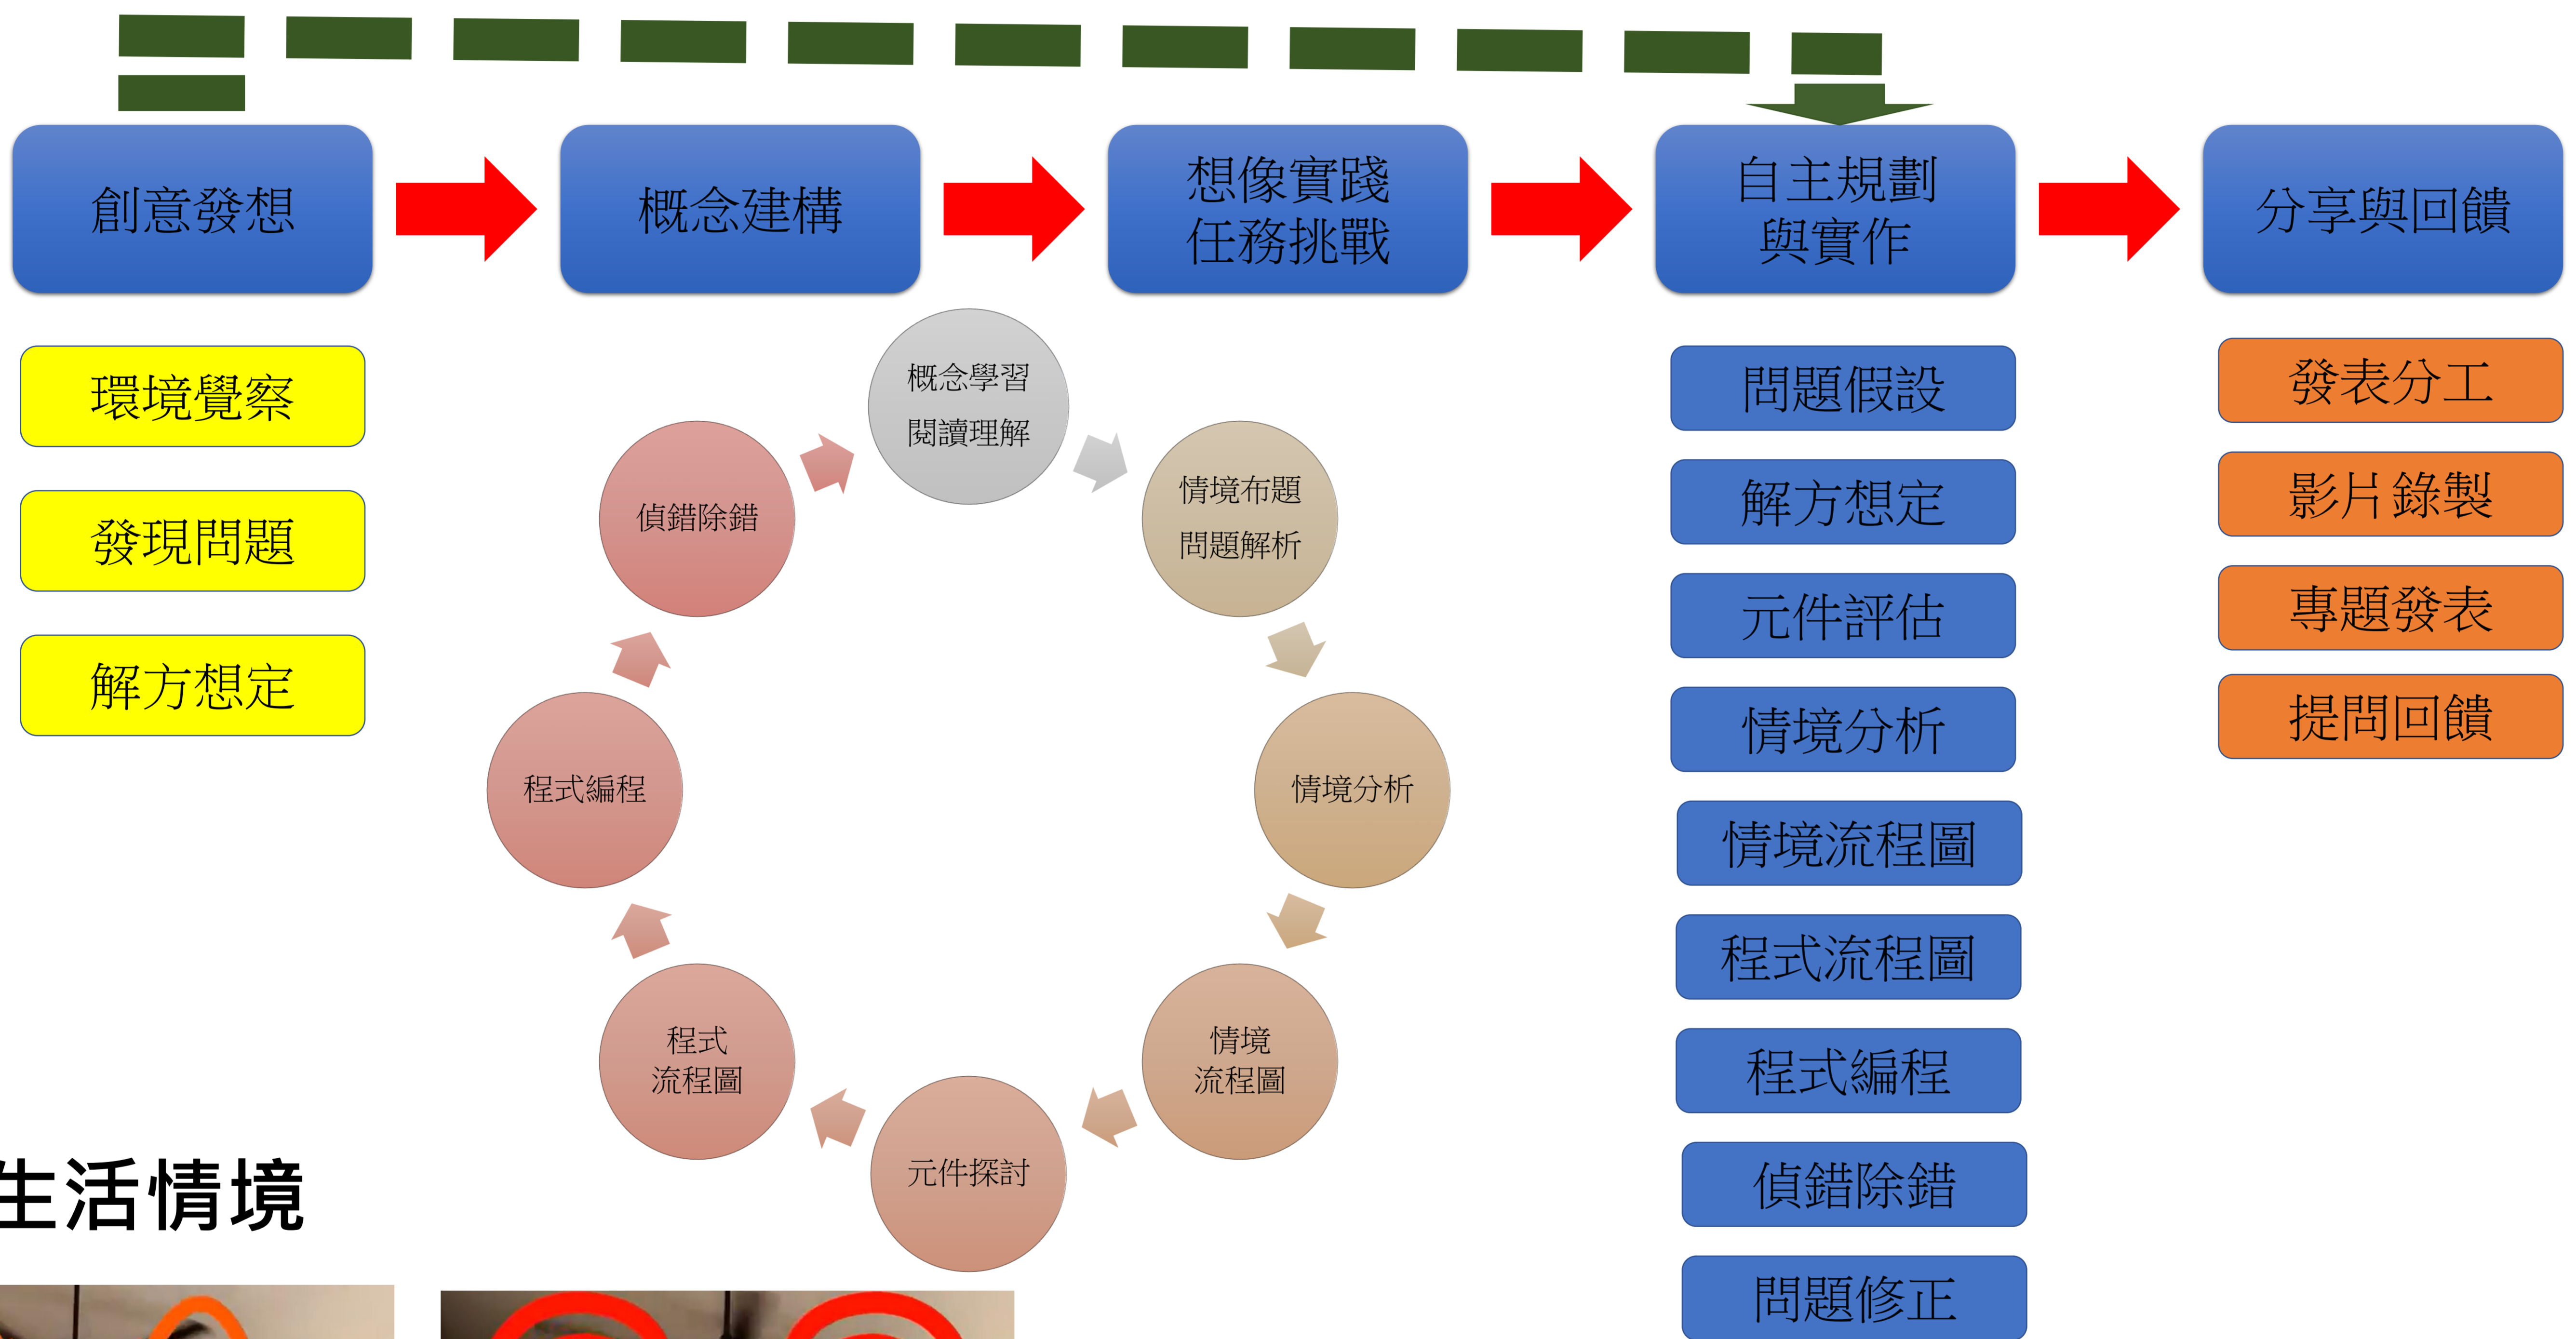 創意發想
概念建構
想像實踐
任務挑戰
自主規劃
與實作
分享與回饋
環境覺察
發現問題
解方想定
概念學習
閱讀理解
情境布題
問題解析
情境分析
情境
流程圖
元件探討
程式
流程圖
程式編程
偵錯除錯
問題假設
解方想定
元件評估
情境分析
情境流程圖
程式流程圖
程式編程
偵錯除錯
問題修正
發表分工
影片錄製
專題發表
提問回饋
生活情境